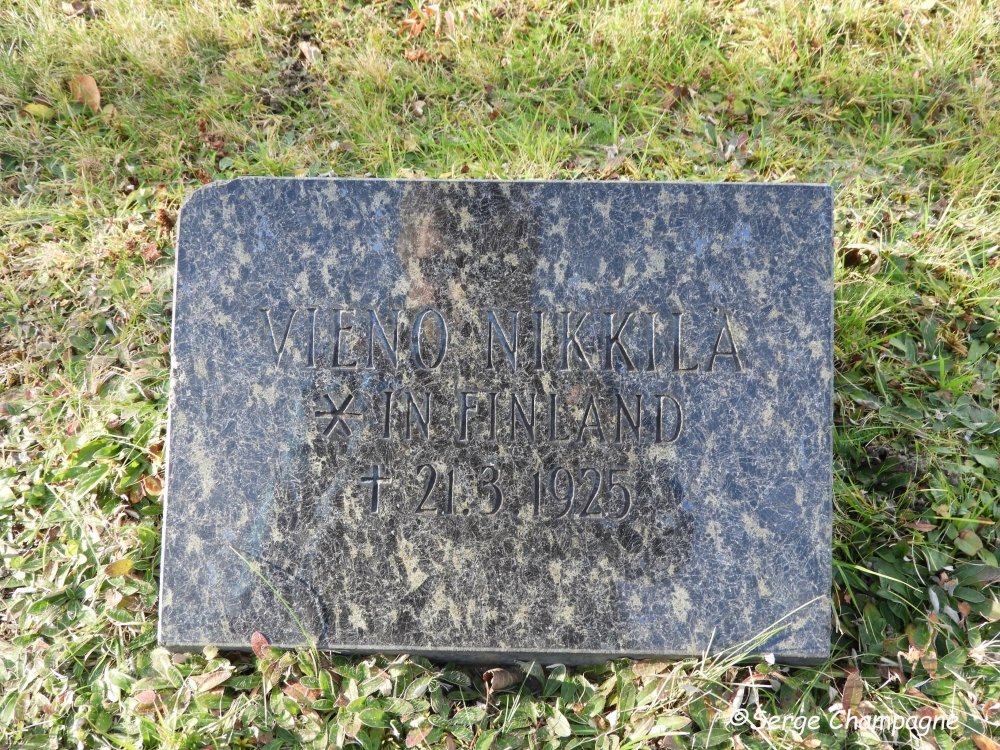 VIENO NIKKILÄ
* IN FINLAND
† 21.3 1925
©Serge Champagne